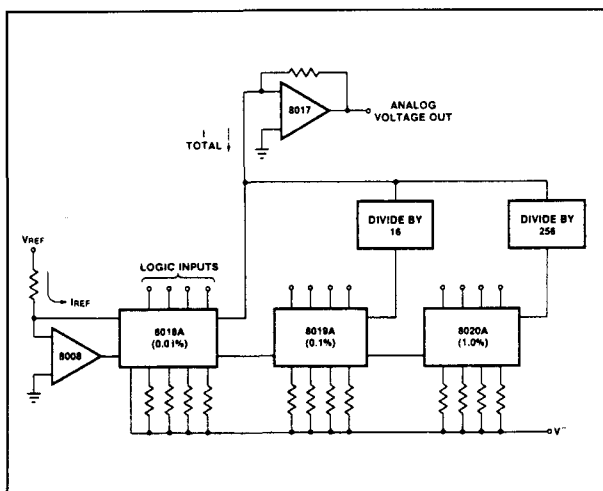 8017
ANALOG
VOLTAGE OUT
I
TOTAL
DIVIDE BY
16
DIVIDE BY
256
VREF
IREF
LOGIC INPUTS
8008
8018A
(0.01%)
8019A
(0.1%)
8020A
(1.0%)
V⁻